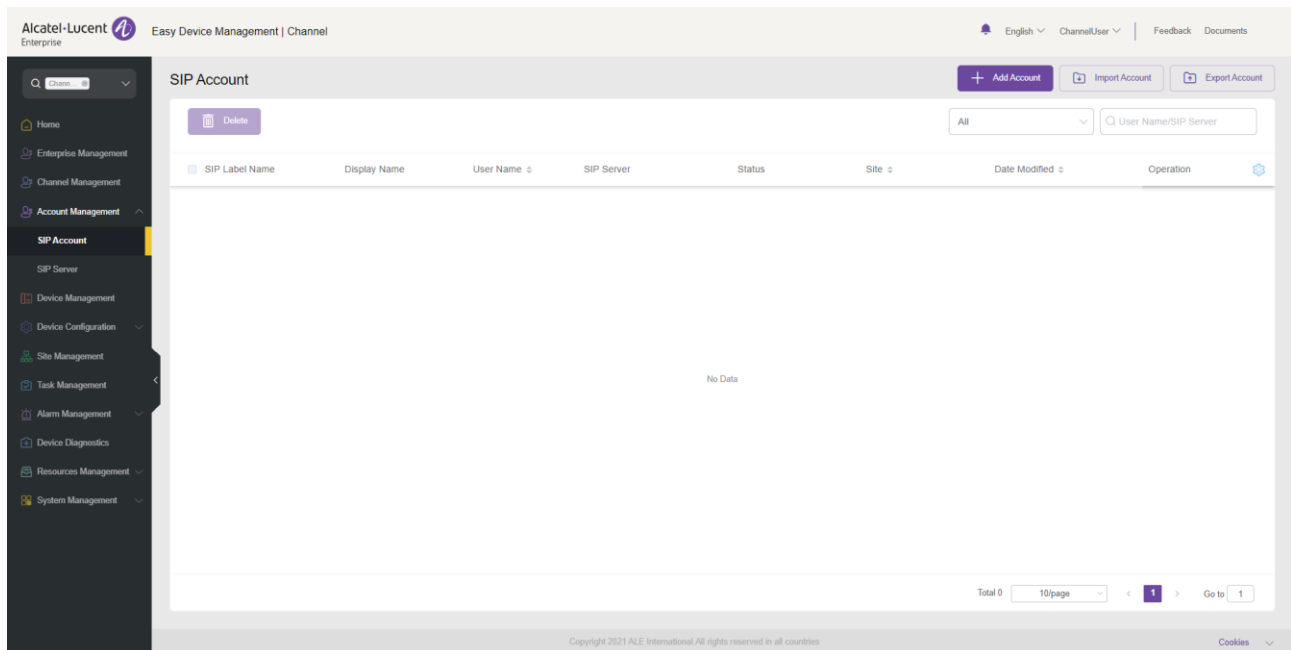 Alcatel·Lucent
Enterprise
Easy Device Management | Channel
English
ChannelUser
Feedback
Documents
Chann...
SIP Account
Add Account
Import Account
Export Account
Home
Enterprise Management
Channel Management
Account Management
SIP Account
SIP Server
Device Management
Device Configuration
Site Management
Task Management
Alarm Management
Device Diagnostics
Resources Management
System Management
Delete
All
User Name/SIP Server
SIP Label Name
Display Name
User Name
SIP Server
Status
Site
Date Modified
Operation
No Data
Total 0
10/page
1
Go to
1
Copyright 2021 ALE International.All rights reserved in all countries
Cookies